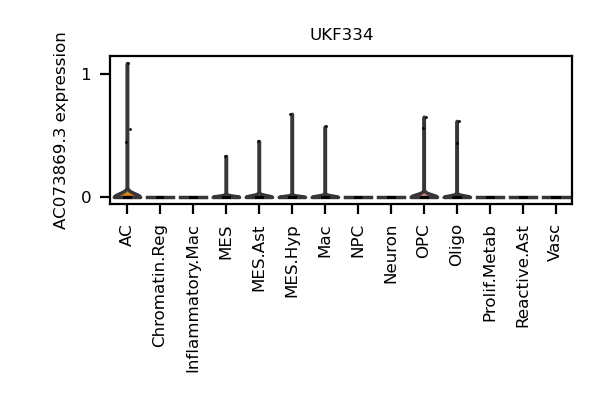 UKF334
AC073869.3 expression
1
0
AC
Chromatin.Reg
Inflammatory.Mac
MES
MES.Ast
MES.Hyp
Mac
NPC
Neuron
OPC
Oligo
Prolif.Metab
Reactive.Ast
Vasc